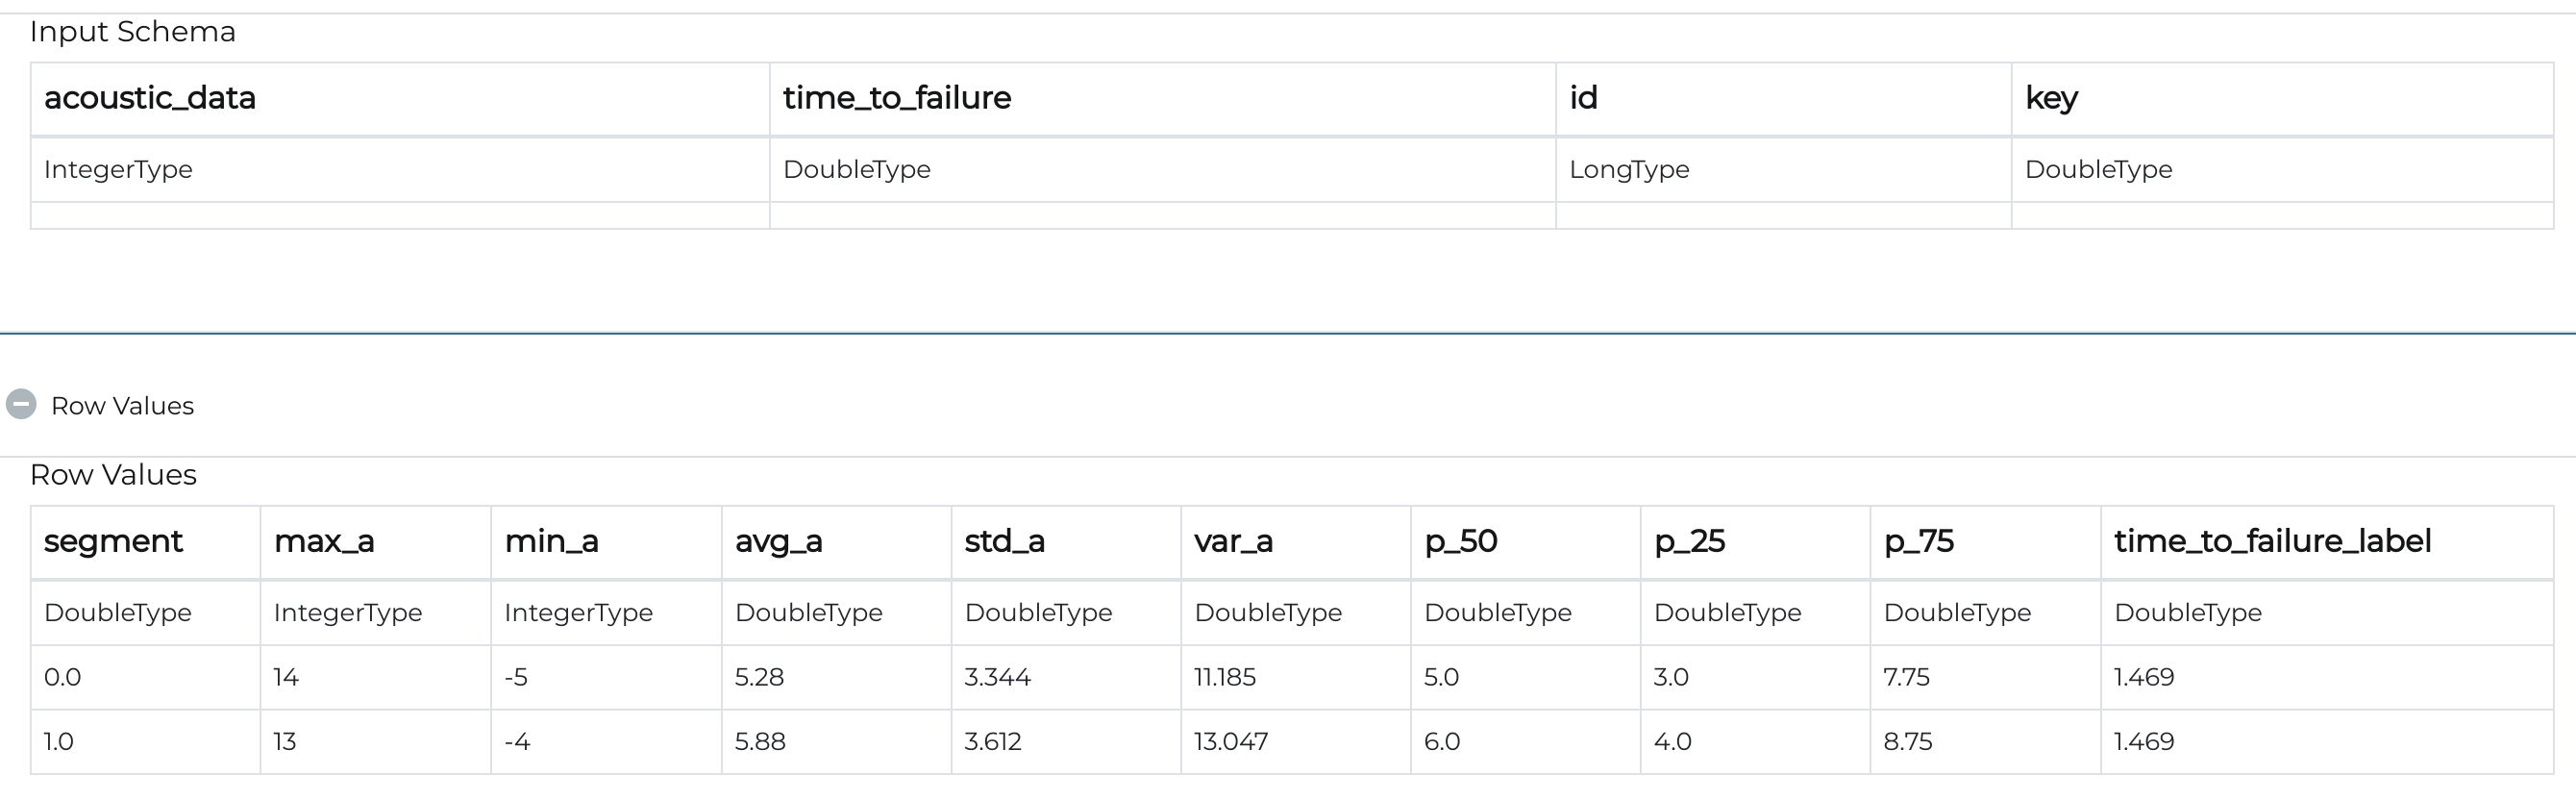 Input Schema
acoustic_data time_to_failure id key
IntegerType DoubleType LongType DoubleType
Row Values
Row Values
segment max_a min_a avg_a std_a var_a p_50 p_25 p_75 time_to_failure_label
DoubleType IntegerType IntegerType DoubleType DoubleType DoubleType DoubleType DoubleType DoubleType DoubleType
0.0 14 -5 5.28 3.344 11.185 5.0 3.0 7.75 1.469
1.0 13 -4 5.88 3.612 13.047 6.0 4.0 8.75 1.469